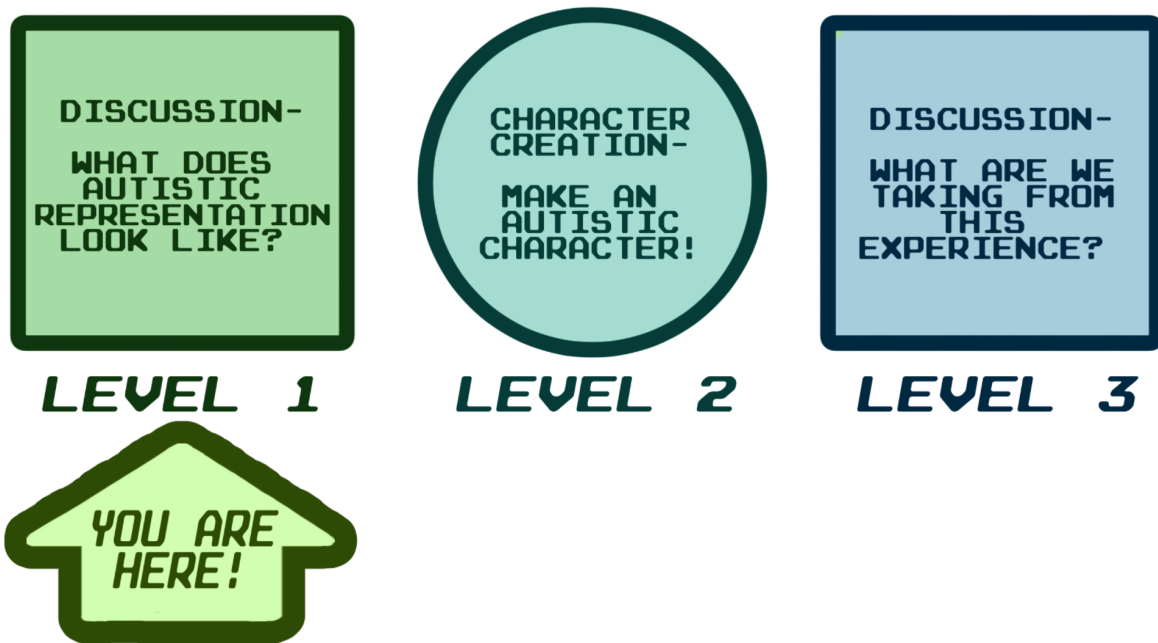 DISCUSSION-
WHAT DOES
AUTISTIC
REPRESENTATION
LOOK LIKE?
LEVEL 1
CHARACTER
CREATION-
MAKE AN
AUTISTIC
CHARACTER!
LEVEL 2
DISCUSSION-
WHAT ARE WE
TAKING FROM
THIS
EXPERIENCE?
LEVEL 3
YOU ARE
HERE!